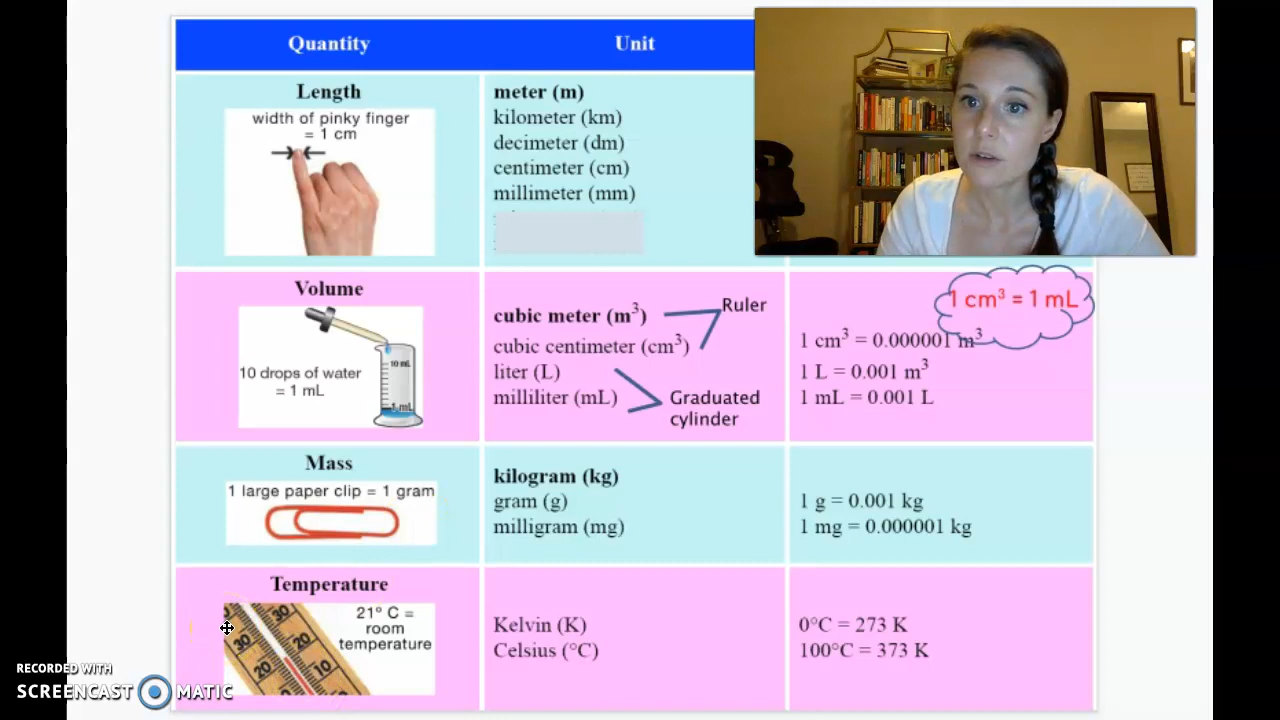 Quantity
Unit
Length
width of pinky finger
= 1 cm
meter (m)
kilometer (km)
decimeter (dm)
centimeter (cm)
millimeter (mm)
Volume
10 drops of water
= 1 mL
10 mL
1 mL
cubic meter (m³)
cubic centimeter (cm³)
liter (L)
milliliter (mL)
Ruler
Graduated
cylinder
1 cm³ = 1 mL
1 cm³ = 0.000001 m³
1 L = 0.001 m³
1 mL = 0.001 L
Mass
1 large paper clip = 1 gram
kilogram (kg)
gram (g)
milligram (mg)
1 g = 0.001 kg
1 mg = 0.000001 kg
Temperature
21° C =
room
temperature
30
30
20
20
10
Kelvin (K)
Celsius (°C)
0°C = 273 K
100°C = 373 K
RECORDED WITH
SCREENCAST MATIC